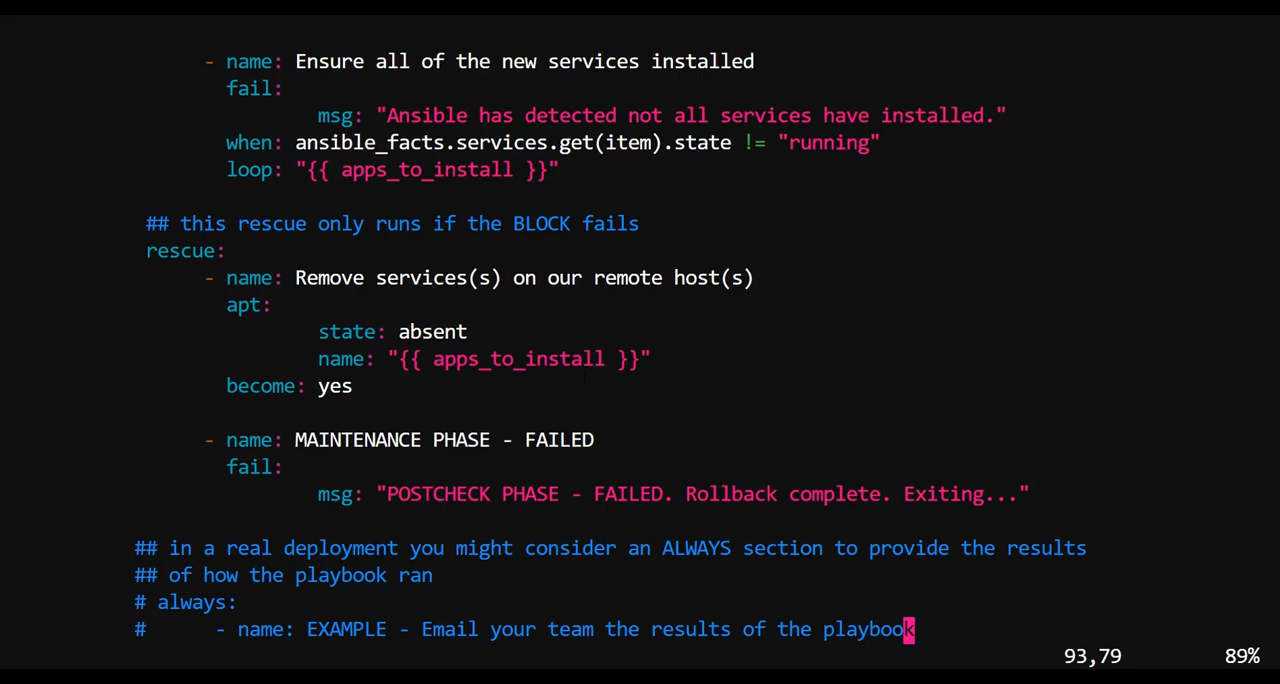 - name: Ensure all of the new services installed
fail:
msg: "Ansible has detected not all services have installed."
when: ansible_facts.services.get(item).state != "running"
loop: "{{ apps_to_install }}"
## this rescue only runs if the BLOCK fails
rescue:
- name: Remove services(s) on our remote host(s)
apt:
state: absent
name: "{{ apps_to_install }}"
become: yes
- name: MAINTENANCE PHASE - FAILED
fail:
msg: "POSTCHECK PHASE - FAILED. Rollback complete. Exiting..."
## in a real deployment you might consider an ALWAYS section to provide the results
## of how the playbook ran
# always:
# - name: EXAMPLE - Email your team the results of the playbook
93,79 89%